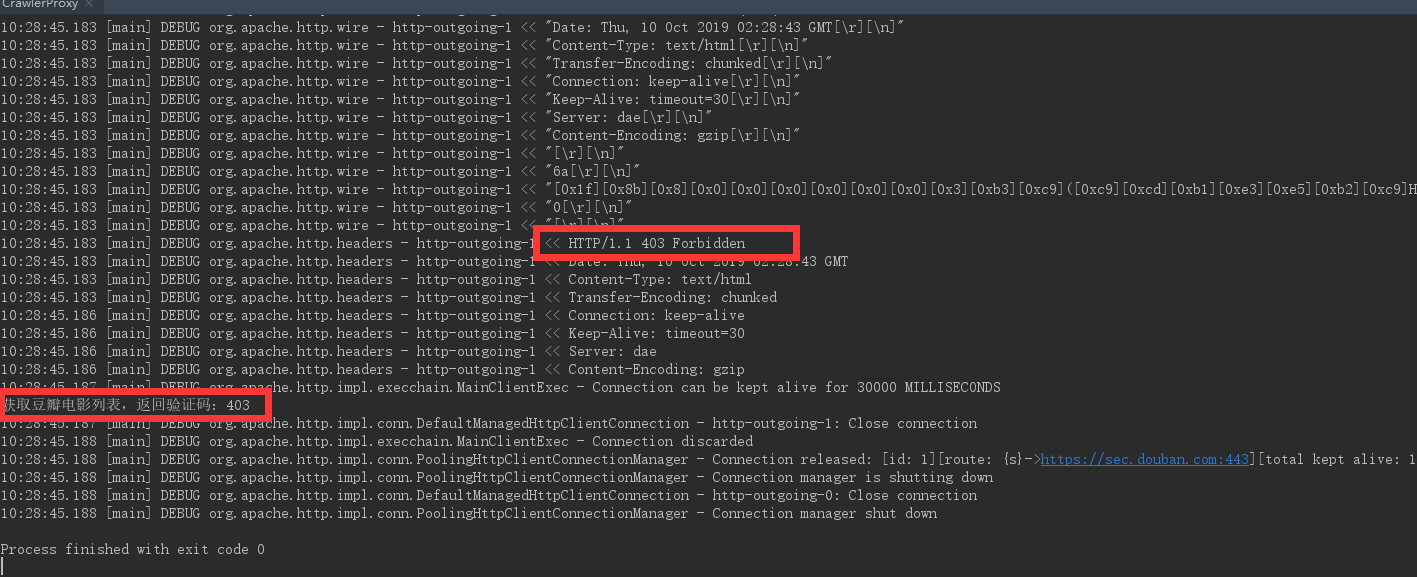 CrawlerProxy ×
10:28:45.183 [main] DEBUG org.apache.http.wire - http-outgoing-1 << "Date: Thu, 10 Oct 2019 02:28:43 GMT[\r][\n]"
10:28:45.183 [main] DEBUG org.apache.http.wire - http-outgoing-1 << "Content-Type: text/html[\r][\n]"
10:28:45.183 [main] DEBUG org.apache.http.wire - http-outgoing-1 << "Transfer-Encoding: chunked[\r][\n]"
10:28:45.183 [main] DEBUG org.apache.http.wire - http-outgoing-1 << "Connection: keep-alive[\r][\n]"
10:28:45.183 [main] DEBUG org.apache.http.wire - http-outgoing-1 << "Keep-Alive: timeout=30[\r][\n]"
10:28:45.183 [main] DEBUG org.apache.http.wire - http-outgoing-1 << "Server: dae[\r][\n]"
10:28:45.183 [main] DEBUG org.apache.http.wire - http-outgoing-1 << "Content-Encoding: gzip[\r][\n]"
10:28:45.183 [main] DEBUG org.apache.http.wire - http-outgoing-1 << "[\r][\n]"
10:28:45.183 [main] DEBUG org.apache.http.wire - http-outgoing-1 << "6a[\r][\n]"
10:28:45.183 [main] DEBUG org.apache.http.wire - http-outgoing-1 << "[0x1f][0x8b][0x8][0x0][0x0][0x0][0x0][0x0][0x0][0x3][0xb3][0xc9]([0xc9][0xcd][0xb1][0xe3][0xe5][0xb2][0xc9]H
10:28:45.183 [main] DEBUG org.apache.http.wire - http-outgoing-1 << "0[\r][\n]"
10:28:45.183 [main] DEBUG org.apache.http.wire - http-outgoing-1 << "[\r][\n]"
10:28:45.183 [main] DEBUG org.apache.http.headers - http-outgoing-1 << HTTP/1.1 403 Forbidden
10:28:45.183 [main] DEBUG org.apache.http.headers - http-outgoing-1 << Date: Thu, 10 Oct 2019 02:28:43 GMT
10:28:45.183 [main] DEBUG org.apache.http.headers - http-outgoing-1 << Content-Type: text/html
10:28:45.183 [main] DEBUG org.apache.http.headers - http-outgoing-1 << Transfer-Encoding: chunked
10:28:45.186 [main] DEBUG org.apache.http.headers - http-outgoing-1 << Connection: keep-alive
10:28:45.186 [main] DEBUG org.apache.http.headers - http-outgoing-1 << Keep-Alive: timeout=30
10:28:45.186 [main] DEBUG org.apache.http.headers - http-outgoing-1 << Server: dae
10:28:45.186 [main] DEBUG org.apache.http.headers - http-outgoing-1 << Content-Encoding: gzip
10:28:45.187 [main] DEBUG org.apache.http.impl.execchain.MainClientExec - Connection can be kept alive for 30000 MILLISECONDS
获取豆瓣电影列表，返回验证码：403
10:28:45.187 [main] DEBUG org.apache.http.impl.conn.DefaultManagedHttpClientConnection - http-outgoing-1: Close connection
10:28:45.188 [main] DEBUG org.apache.http.impl.execchain.MainClientExec - Connection discarded
10:28:45.188 [main] DEBUG org.apache.http.impl.conn.PoolingHttpClientConnectionManager - Connection released: [id: 1][route: {s}->https://sec.douban.com:443][total kept alive: 1
10:28:45.188 [main] DEBUG org.apache.http.impl.conn.PoolingHttpClientConnectionManager - Connection manager is shutting down
10:28:45.188 [main] DEBUG org.apache.http.impl.conn.DefaultManagedHttpClientConnection - http-outgoing-0: Close connection
10:28:45.188 [main] DEBUG org.apache.http.impl.conn.PoolingHttpClientConnectionManager - Connection manager shut down
Process finished with exit code 0